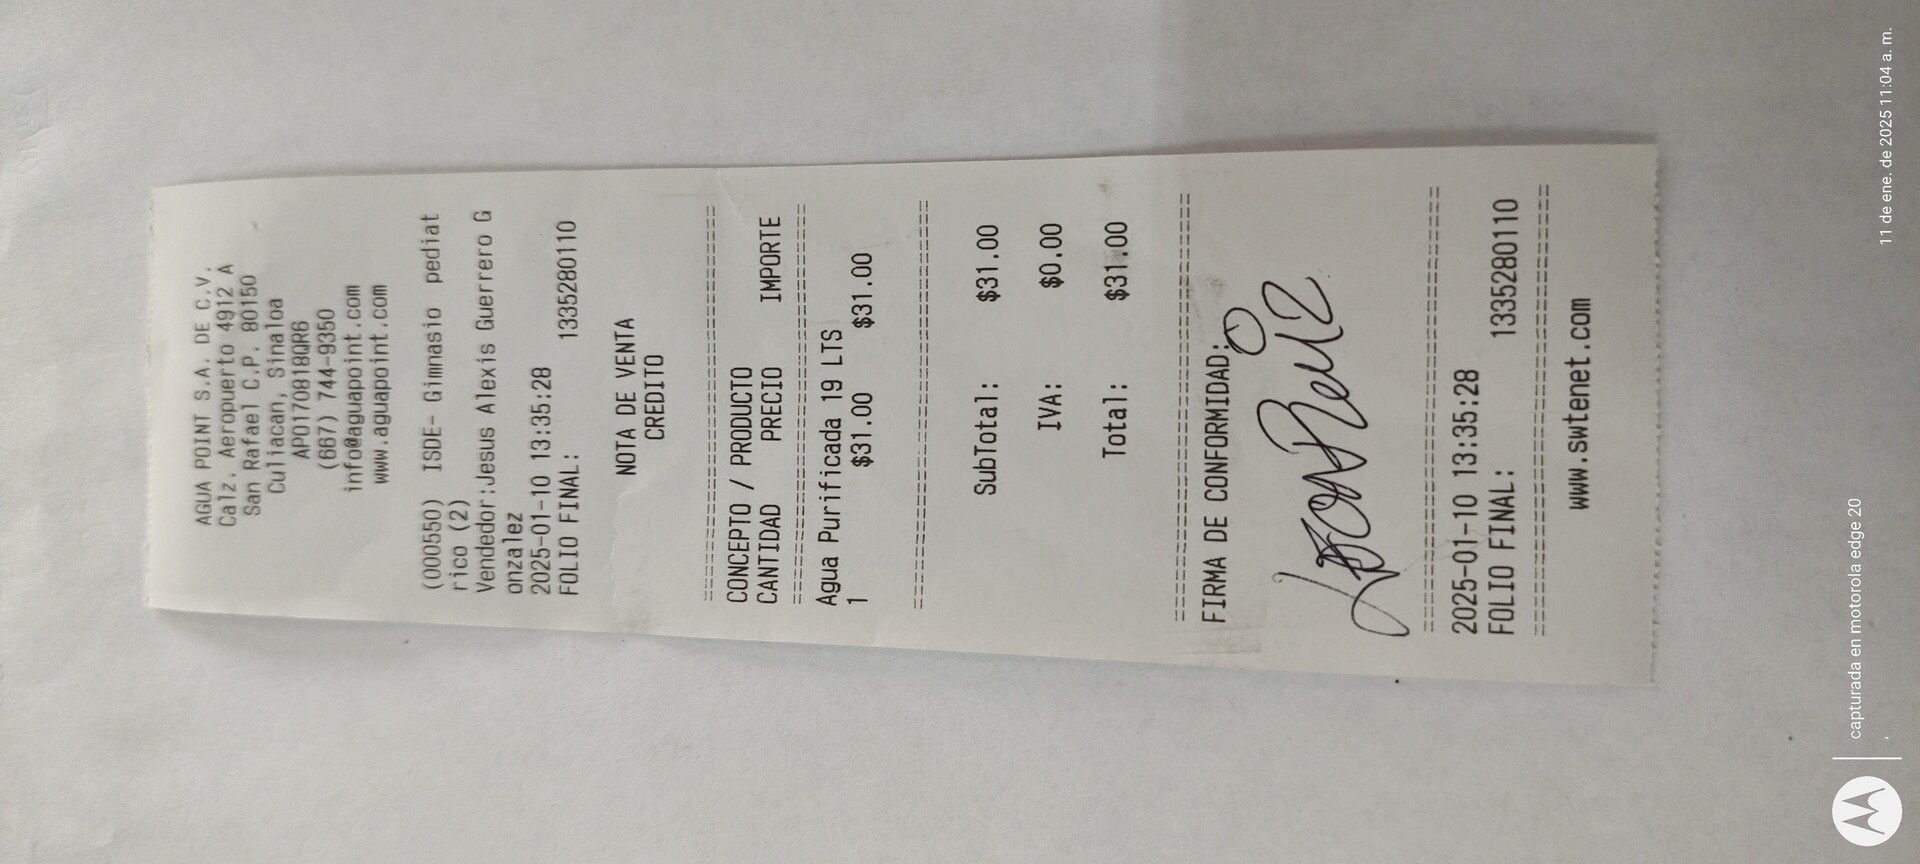 AGUA POINT S.A. DE C.V.
Calz. Aeropuerto 4912 A
San Rafael C.P. 80150
Culiacan, Sinaloa
APO170818QR6
(667) 744-9350
info@aguapoint.com
www.aguapoint.com
(000550) ISDE- Gimnasio pediat
rico (2)
Vendedor:Jesus Alexis Guerrero G
onzalez
2025-01-10 13:35:28
FOLIO FINAL: 1335280110
NOTA DE VENTA
CREDITO
================================
CONCEPTO / PRODUCTO
CANTIDAD PRECIO IMPORTE
================================
Agua Purificada 19 LTS
1 $31.00 $31.00
================================
SubTotal: $31.00
IVA: $0.00
Total: $31.00
================================
FIRMA DE CONFORMIDAD:
================================
2025-01-10 13:35:28
FOLIO FINAL: 1335280110
================================
www.swtenet.com
capturada en motorola edge 20
11 de ene. de 2025 11:04 a. m.